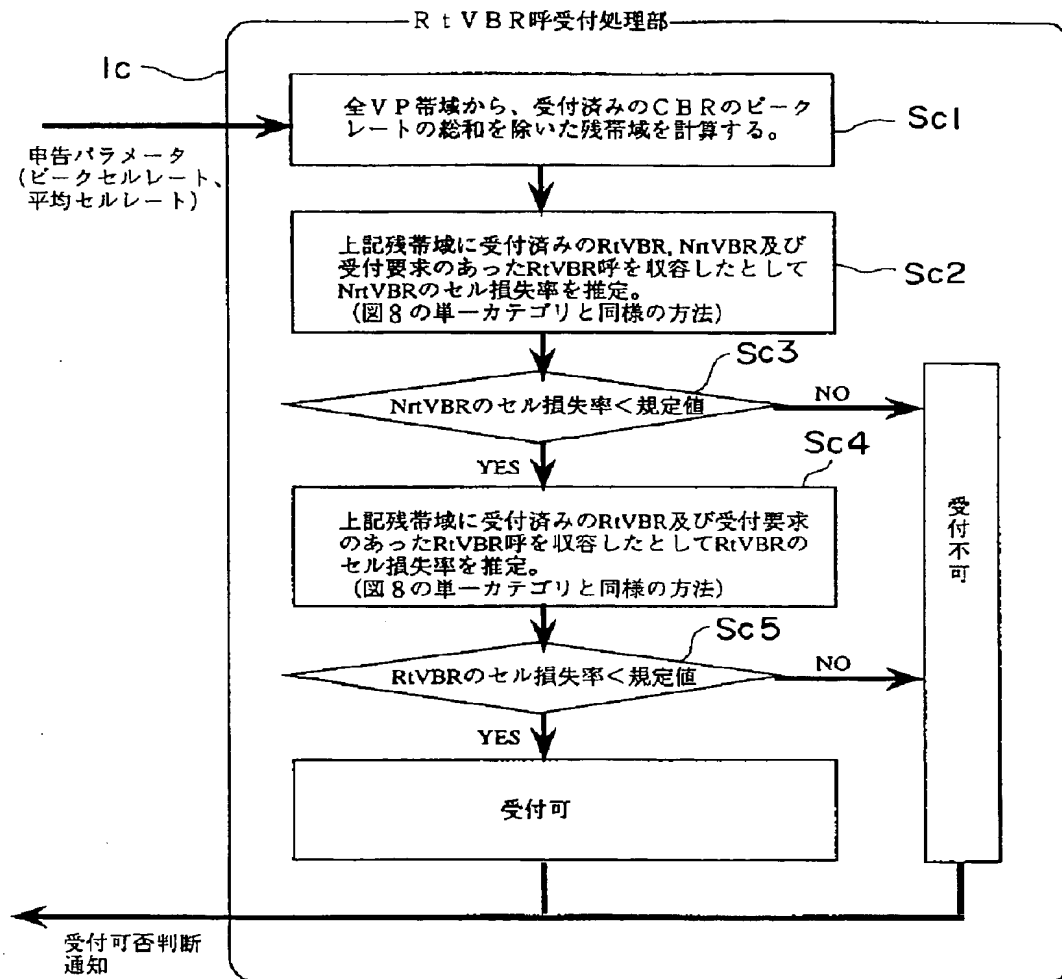 RtVBR呼受付処理部
1c
全VP帯域から、受付済みのCBRのピーク
レートの総和を除いた残帯域を計算する。
Sc1
申告パラメータ
(ピークセルレート、
平均セルレート)
上記残帯域に受付済みのRtVBR, NrtVBR及び
受付要求のあったRtVBR呼を収容したとして
NrtVBRのセル損失率を推定。
(図8の単一カテゴリと同様の方法)
Sc2
Sc3
NrtVBRのセル損失率<規定値
NO
YES
Sc4
上記残帯域に受付済みのRtVBR及び受付要求
のあったRtVBR呼を収容したとしてRtVBRの
セル損失率を推定。
(図8の単一カテゴリと同様の方法)
受付不可
Sc5
RtVBRのセル損失率<規定値
NO
YES
受付可
受付可否判断
通知